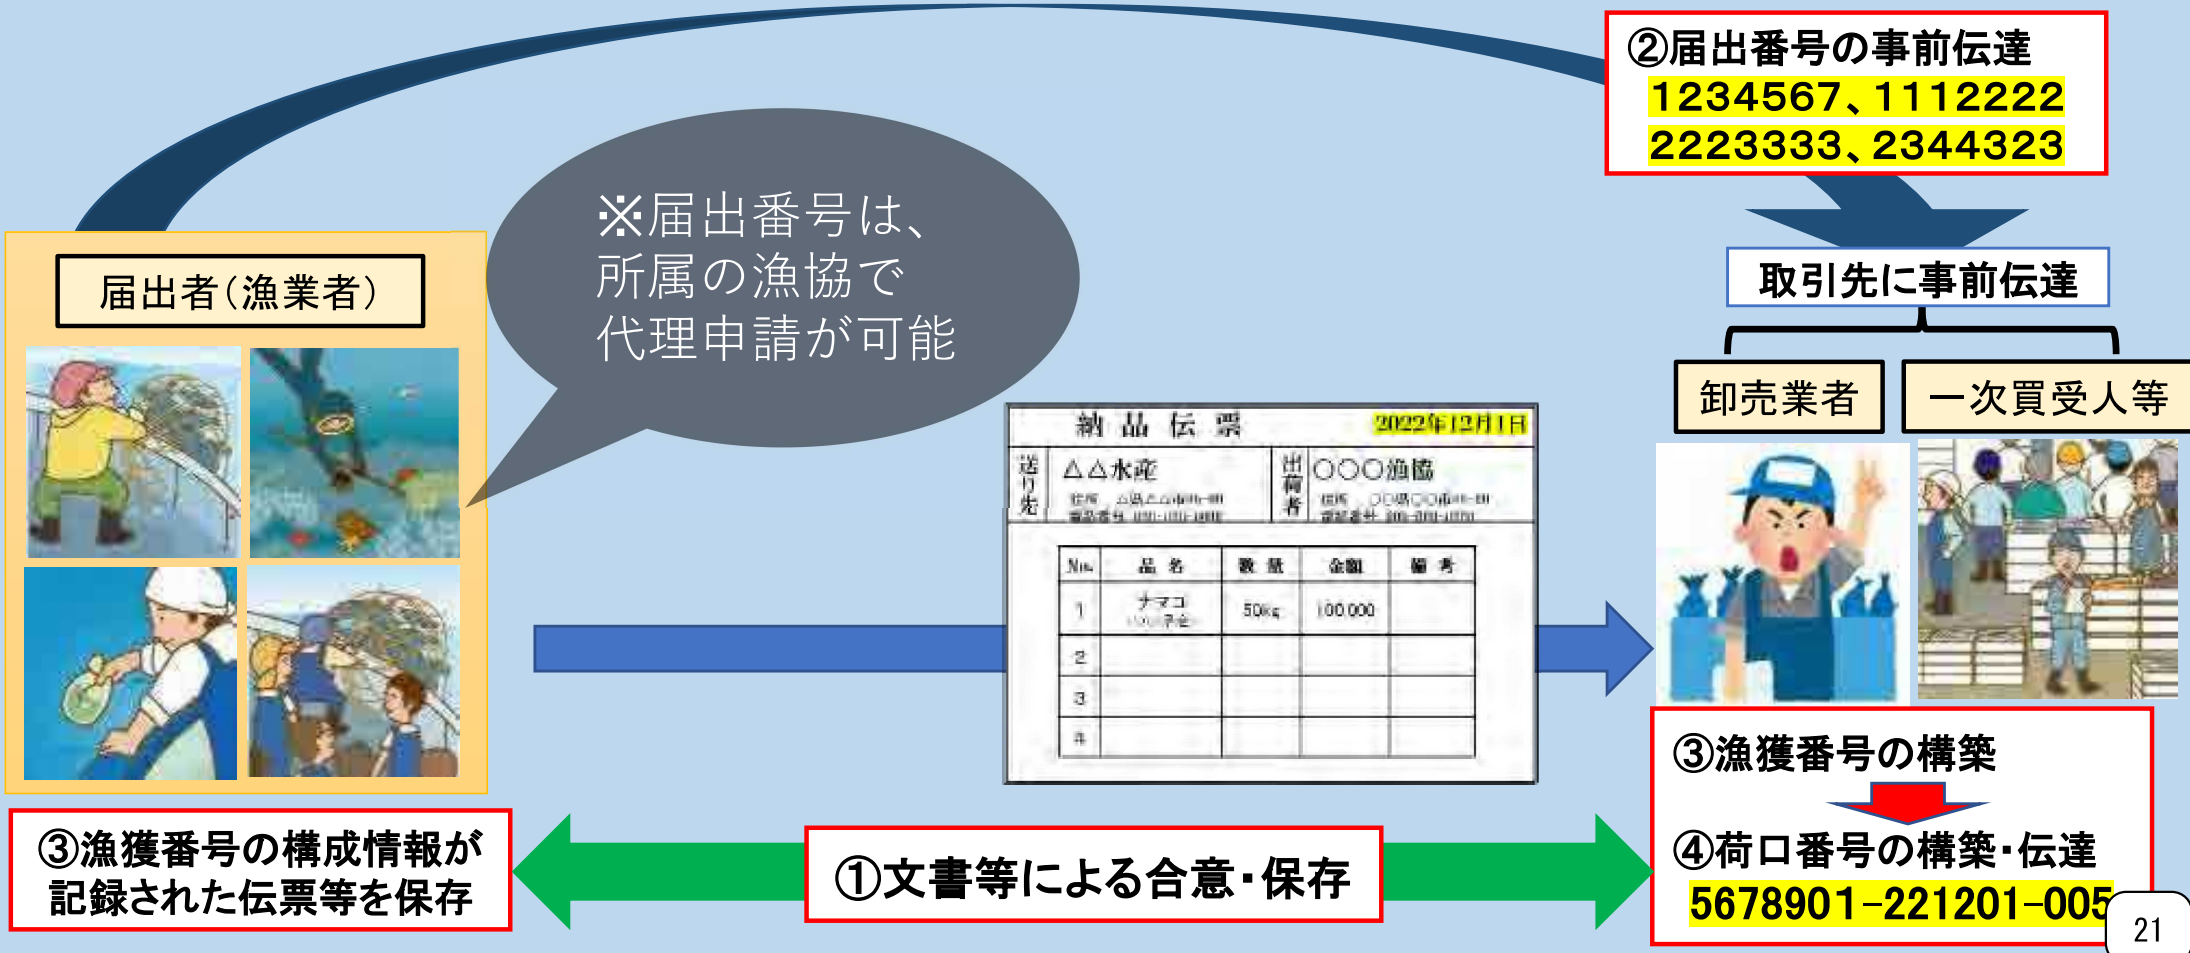 ②届出番号の事前伝達
1234567、1112222
2223333、2344323
※届出番号は、
所属の漁協で
代理申請が可能
届出者(漁業者)
取引先に事前伝達
卸売業者
一次買受人等
納品伝票 2022年12月1日
送り先 △△水産
出荷者 〇〇〇漁協
品名 数量 金額 備考
1 ナマコ 50kg 100,000
2
3
4
③漁獲番号の構築
④荷口番号の構築・伝達
5678901-221201-005
③漁獲番号の構成情報が
記録された伝票等を保存
①文書等による合意・保存
21